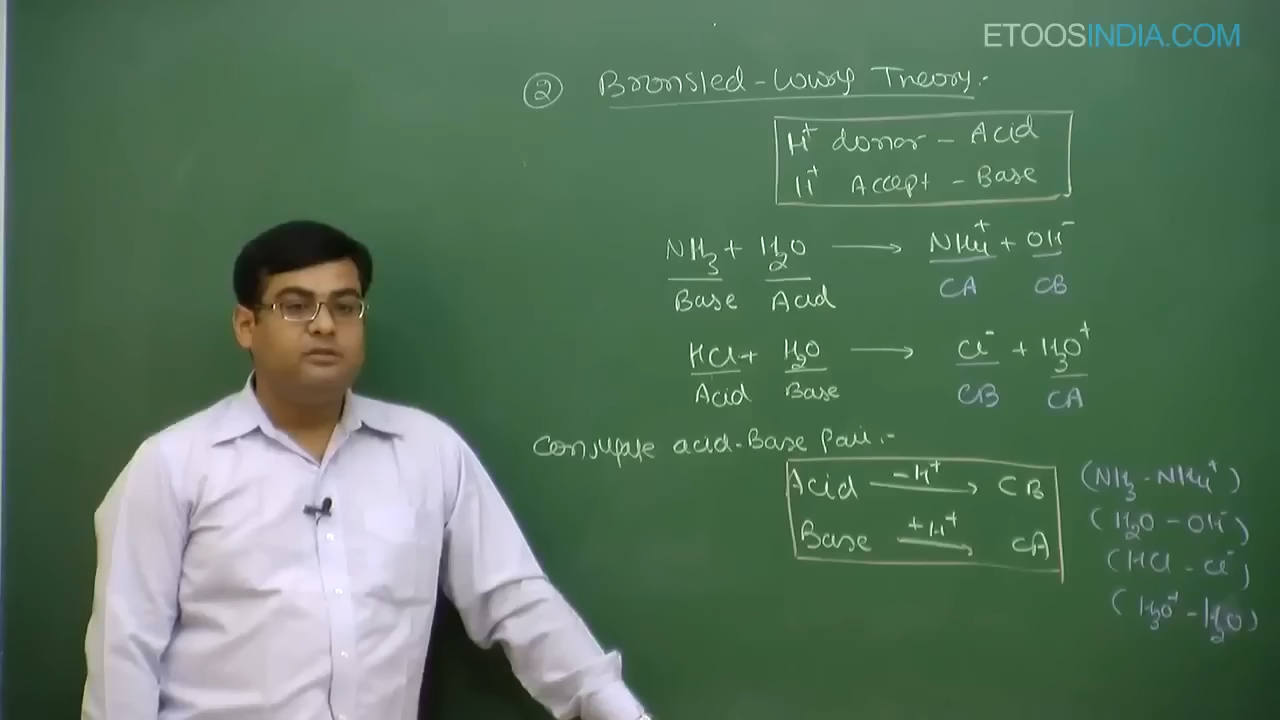 ETOOSINDIA.COM
② Bronsted-Lowry Theory:-
H⁺ donor - Acid
H⁺ Accept - Base
NH₃ + H₂O ⟶ NH₄⁺ + OH⁻
Base Acid CA CB
HCl + H₂O ⟶ Cl⁻ + H₃O⁺
Acid Base CB CA
Conjugate acid-Base Pair:-
Acid -H⁺⟶ CB
Base +H⁺⟶ CA
(NH₃ - NH₄⁺)
(H₂O - OH⁻)
(HCl - Cl⁻)
(H₃O⁺ - H₂O)